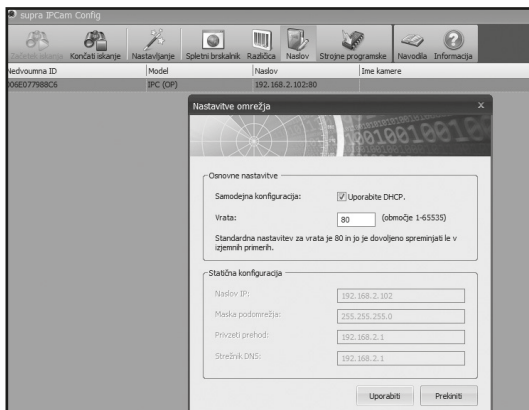 supra IPCam Config
Začetek iskanja Končati iskanje Nastavljanje Spletni brskalnik Različica Naslov Strojne programske Navodila Informacija
Nedvoumna ID Model Naslov Ime kamere
006E077988C6 IPC (OP) 192.168.2.102:80
Nastavitve omrežja X
Osnovne nastavitve
Samodejna konfiguracija: Uporabite DHCP.
Vrata: 80 (območje 1-65535)
Standardna nastavitev za vrata je 80 in jo je dovoljeno spreminjati le v
izjemnih primerih.
Statična konfiguracija
Naslov IP: 192.168.2.102
Maska podomrežja: 255.255.255.0
Privzeti prehod: 192.168.2.1
Strežnik DNS: 192.168.2.1
Uporabiti Prekiniti